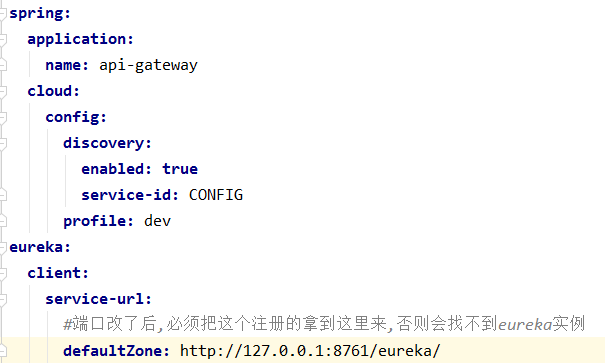 spring:
  application:
    name: api-gateway
  cloud:
    config:
      discovery:
        enabled: true
        service-id: CONFIG
      profile: dev
eureka:
  client:
    service-url:
      #端口改了后,必须把这个注册的拿到这里来,否则会找不到eureka实例
      defaultZone: http://127.0.0.1:8761/eureka/